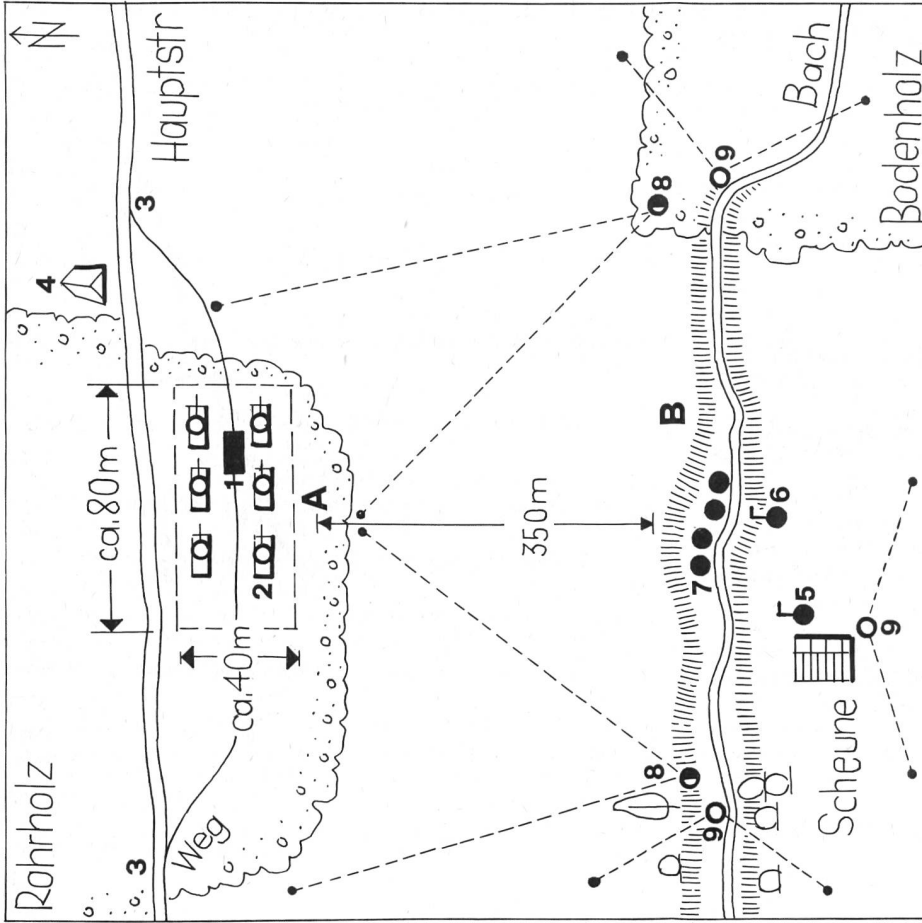 Rohrholz
N
4
ca.80m
3
3
Hauptstr
Weg
ca.40m
1
2
A
350m
8
8
B
7
9
9
6
5
Bach
9
Scheune
Bodenholz